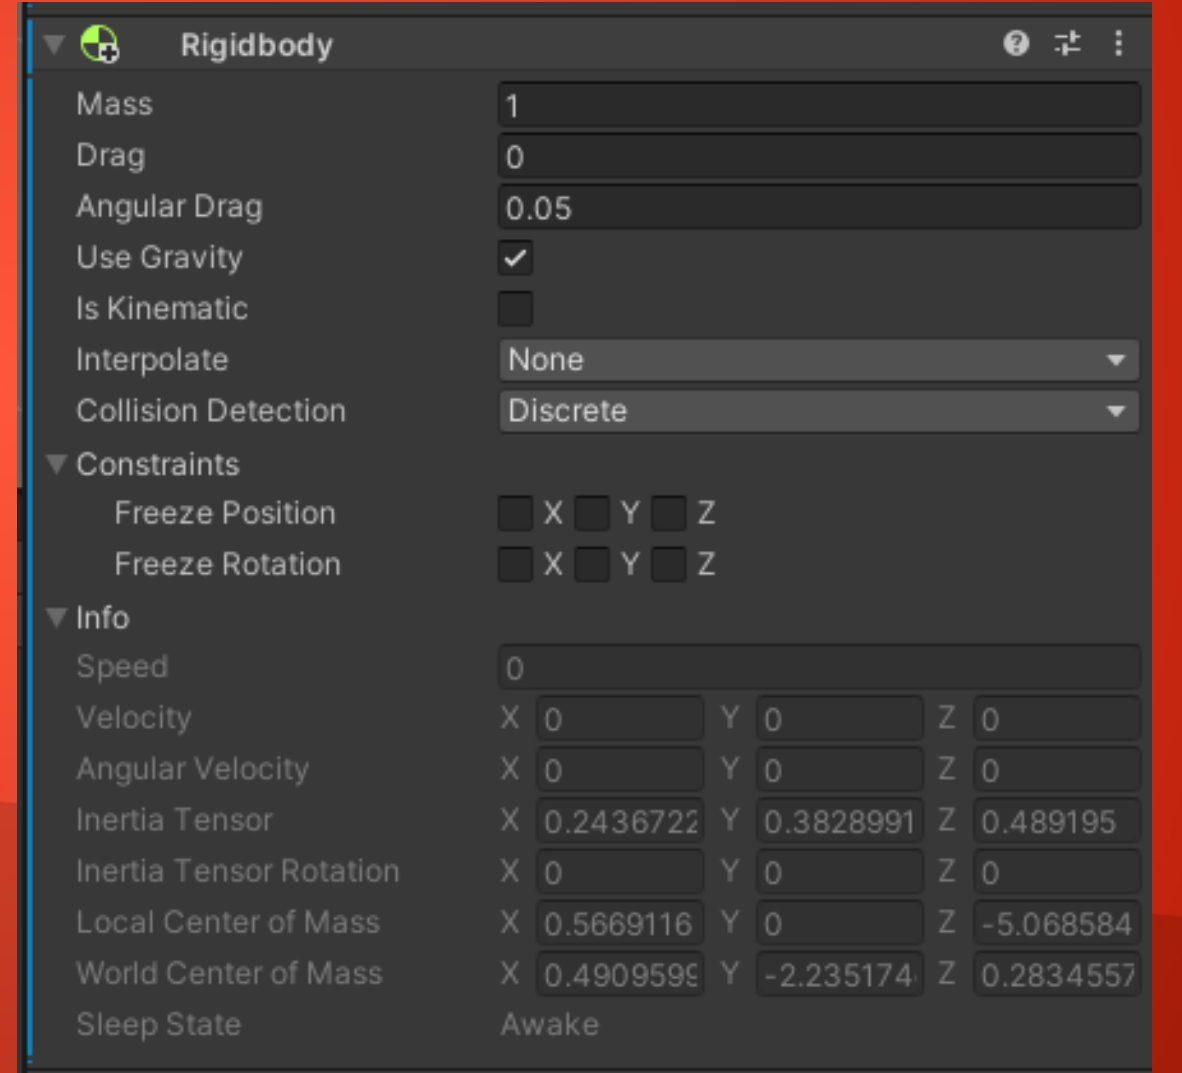 Rigidbody
Mass 1
Drag 0
Angular Drag 0.05
Use Gravity
Is Kinematic
Interpolate None
Collision Detection Discrete
Constraints
Freeze Position X Y Z
Freeze Rotation X Y Z
Info
Speed 0
Velocity X 0 Y 0 Z 0
Angular Velocity X 0 Y 0 Z 0
Inertia Tensor X 0.2436722 Y 0.3828991 Z 0.489195
Inertia Tensor Rotation X 0 Y 0 Z 0
Local Center of Mass X 0.5669116 Y 0 Z -5.068584
World Center of Mass X 0.4909599 Y -2.235174 Z 0.2834557
Sleep State Awake